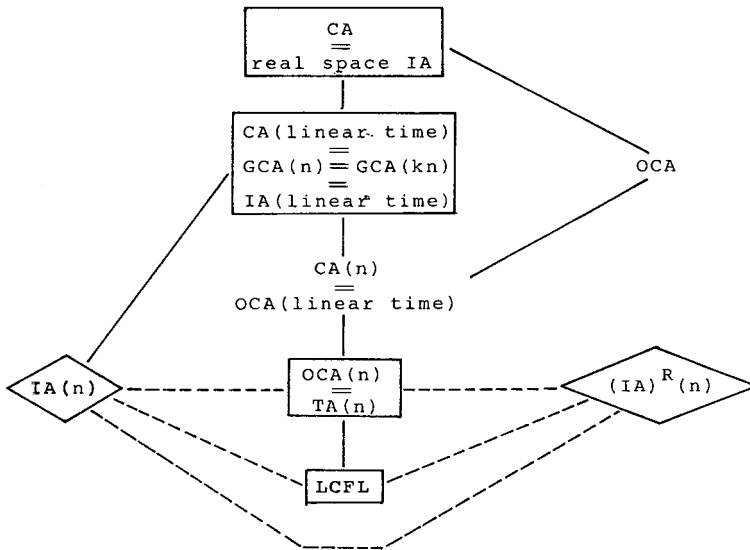 CA
=
real space IA
CA(linear time)
=
GCA(n) = GCA(kn)
=
IA(linear time)
OCA
CA(n)
=
OCA(linear time)
IA(n)
OCA(n)
=
TA(n)
(IA)^R(n)
LCFL